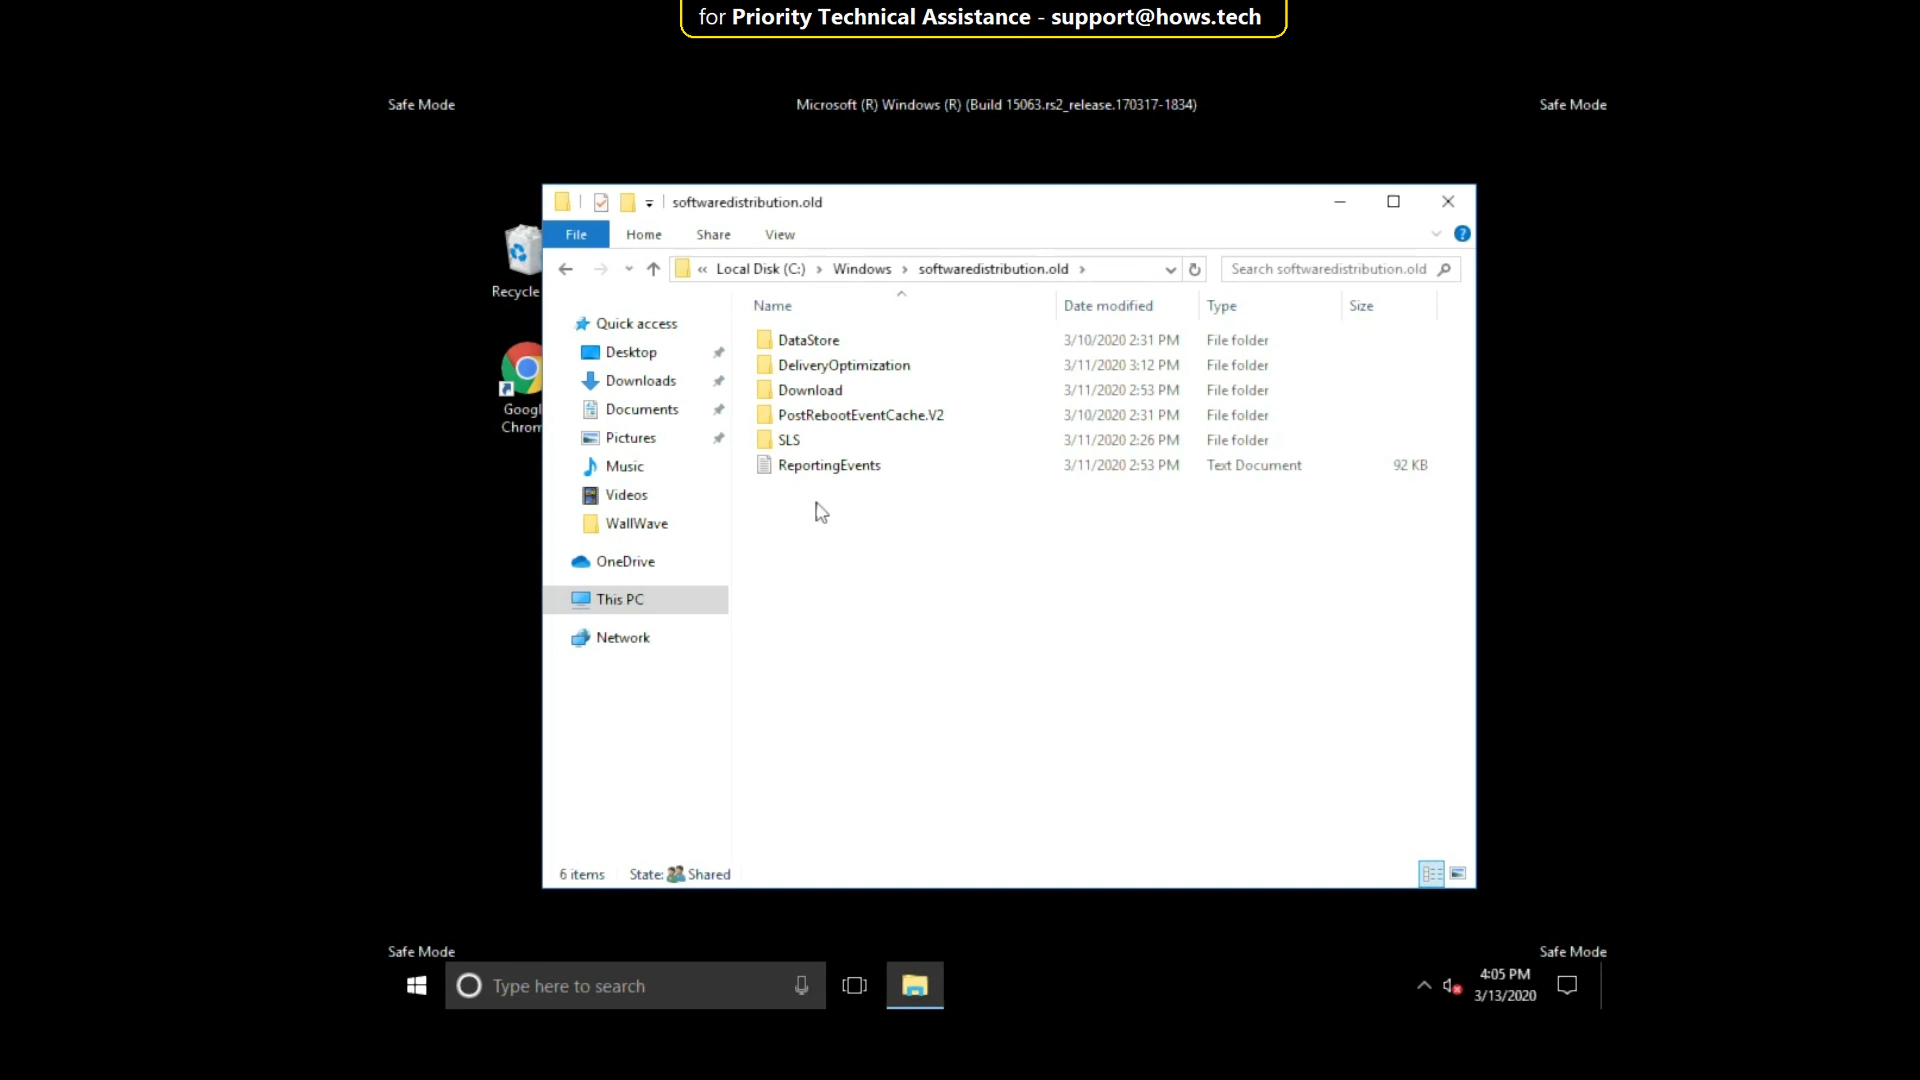 for Priority Technical Assistance - support@hows.tech
Safe Mode
Microsoft (R) Windows (R) (Build 15063.rs2_release.170317-1834)
Safe Mode
softwaredistribution.old
File Home Share View
« Local Disk (C:) › Windows › softwaredistribution.old ›
Search softwaredistribution.old
Name Date modified Type Size
Recycle
Googl
Chrom
Quick access
Desktop
Downloads
Documents
Pictures
Music
Videos
WallWave
OneDrive
This PC
Network
DataStore 3/10/2020 2:31 PM File folder
DeliveryOptimization 3/11/2020 3:12 PM File folder
Download 3/11/2020 2:53 PM File folder
PostRebootEventCache.V2 3/10/2020 2:31 PM File folder
SLS 3/11/2020 2:26 PM File folder
ReportingEvents 3/11/2020 2:53 PM Text Document 92 KB
6 items State: Shared
Safe Mode
Safe Mode
Type here to search
4:05 PM
3/13/2020